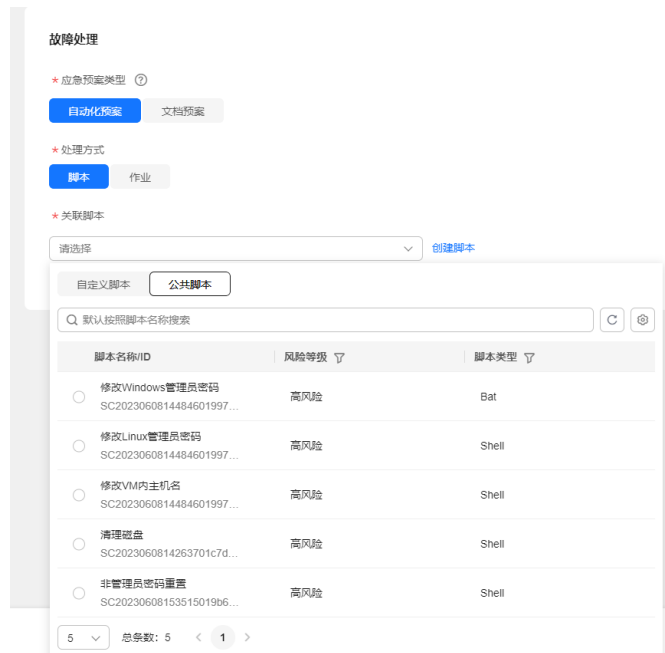 故障处理
* 应急预案类型 ?
自动化预案 文档预案
* 处理方式
脚本 作业
* 关联脚本
请选择 创建脚本
自定义脚本 公共脚本
默认按照脚本名称搜索
脚本名称/ID 风险等级 脚本类型
修改Windows管理员密码
SC2023060814484601997... 高风险 Bat
修改Linux管理员密码
SC2023060814484601997... 高风险 Shell
修改VM内主机名
SC2023060814484601997... 高风险 Shell
清理磁盘
SC2023060814263701c7d... 高风险 Shell
非管理员密码重置
SC20230608153515019b6... 高风险 Shell
5 总条数: 5 < 1 >